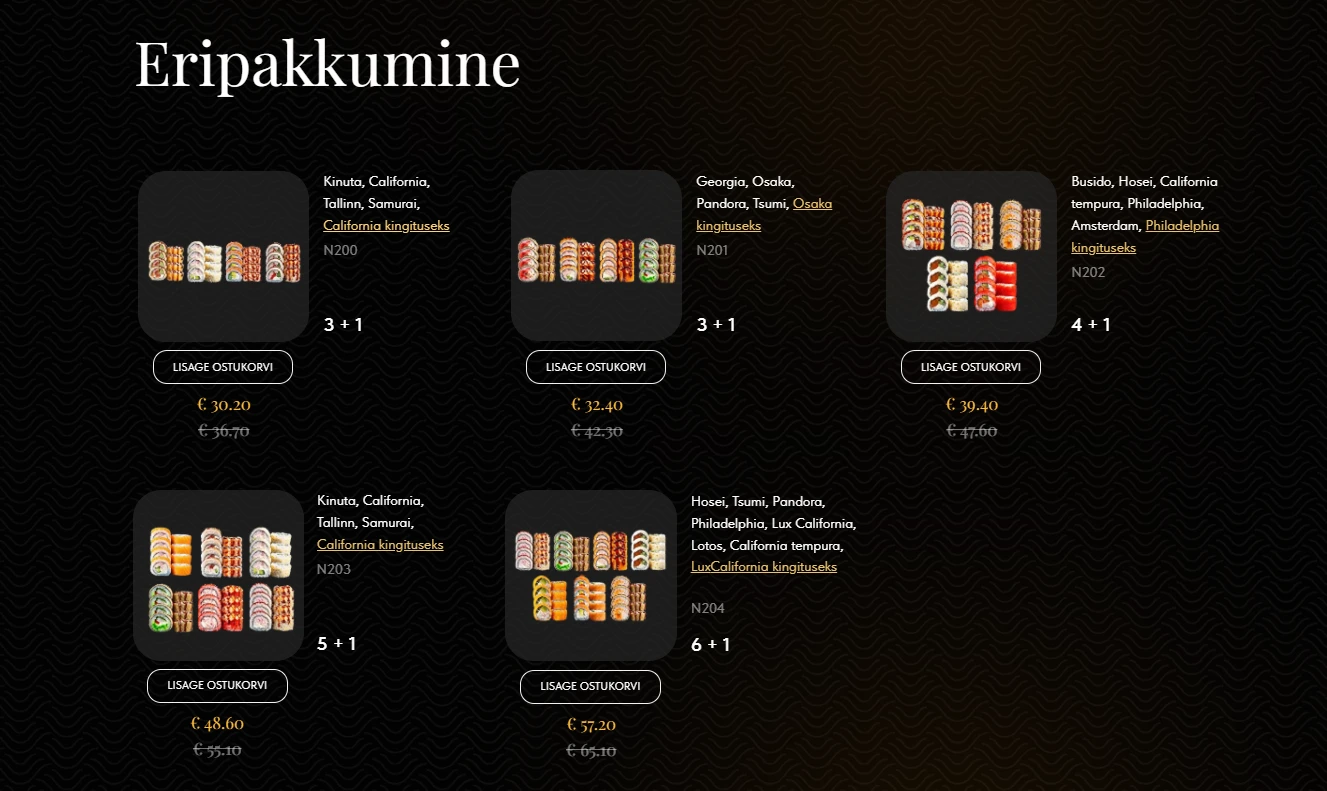 Eripakkumine
Kinuta, California,
Tallinn, Samurai,
California kingituseks
N200
3 + 1
LISAGE OSTUKORVI
€ 30.20
€ 36.70
Georgia, Osaka,
Pandora, Tsumi, Osaka
kingituseks
N201
3 + 1
LISAGE OSTUKORVI
€ 32.40
€ 42.30
Busido, Hosei, California
tempura, Philadelphia,
Amsterdam, Philadelphia
kingituseks
N202
4 + 1
LISAGE OSTUKORVI
€ 39.40
€ 47.60
Kinuta, California,
Tallinn, Samurai,
California kingituseks
N203
5 + 1
LISAGE OSTUKORVI
€ 48.60
€ 55.10
Hosei, Tsumi, Pandora,
Philadelphia, Lux California,
Lotos, California tempura,
LuxCalifornia kingituseks
N204
6 + 1
LISAGE OSTUKORVI
€ 57.20
€ 65.10